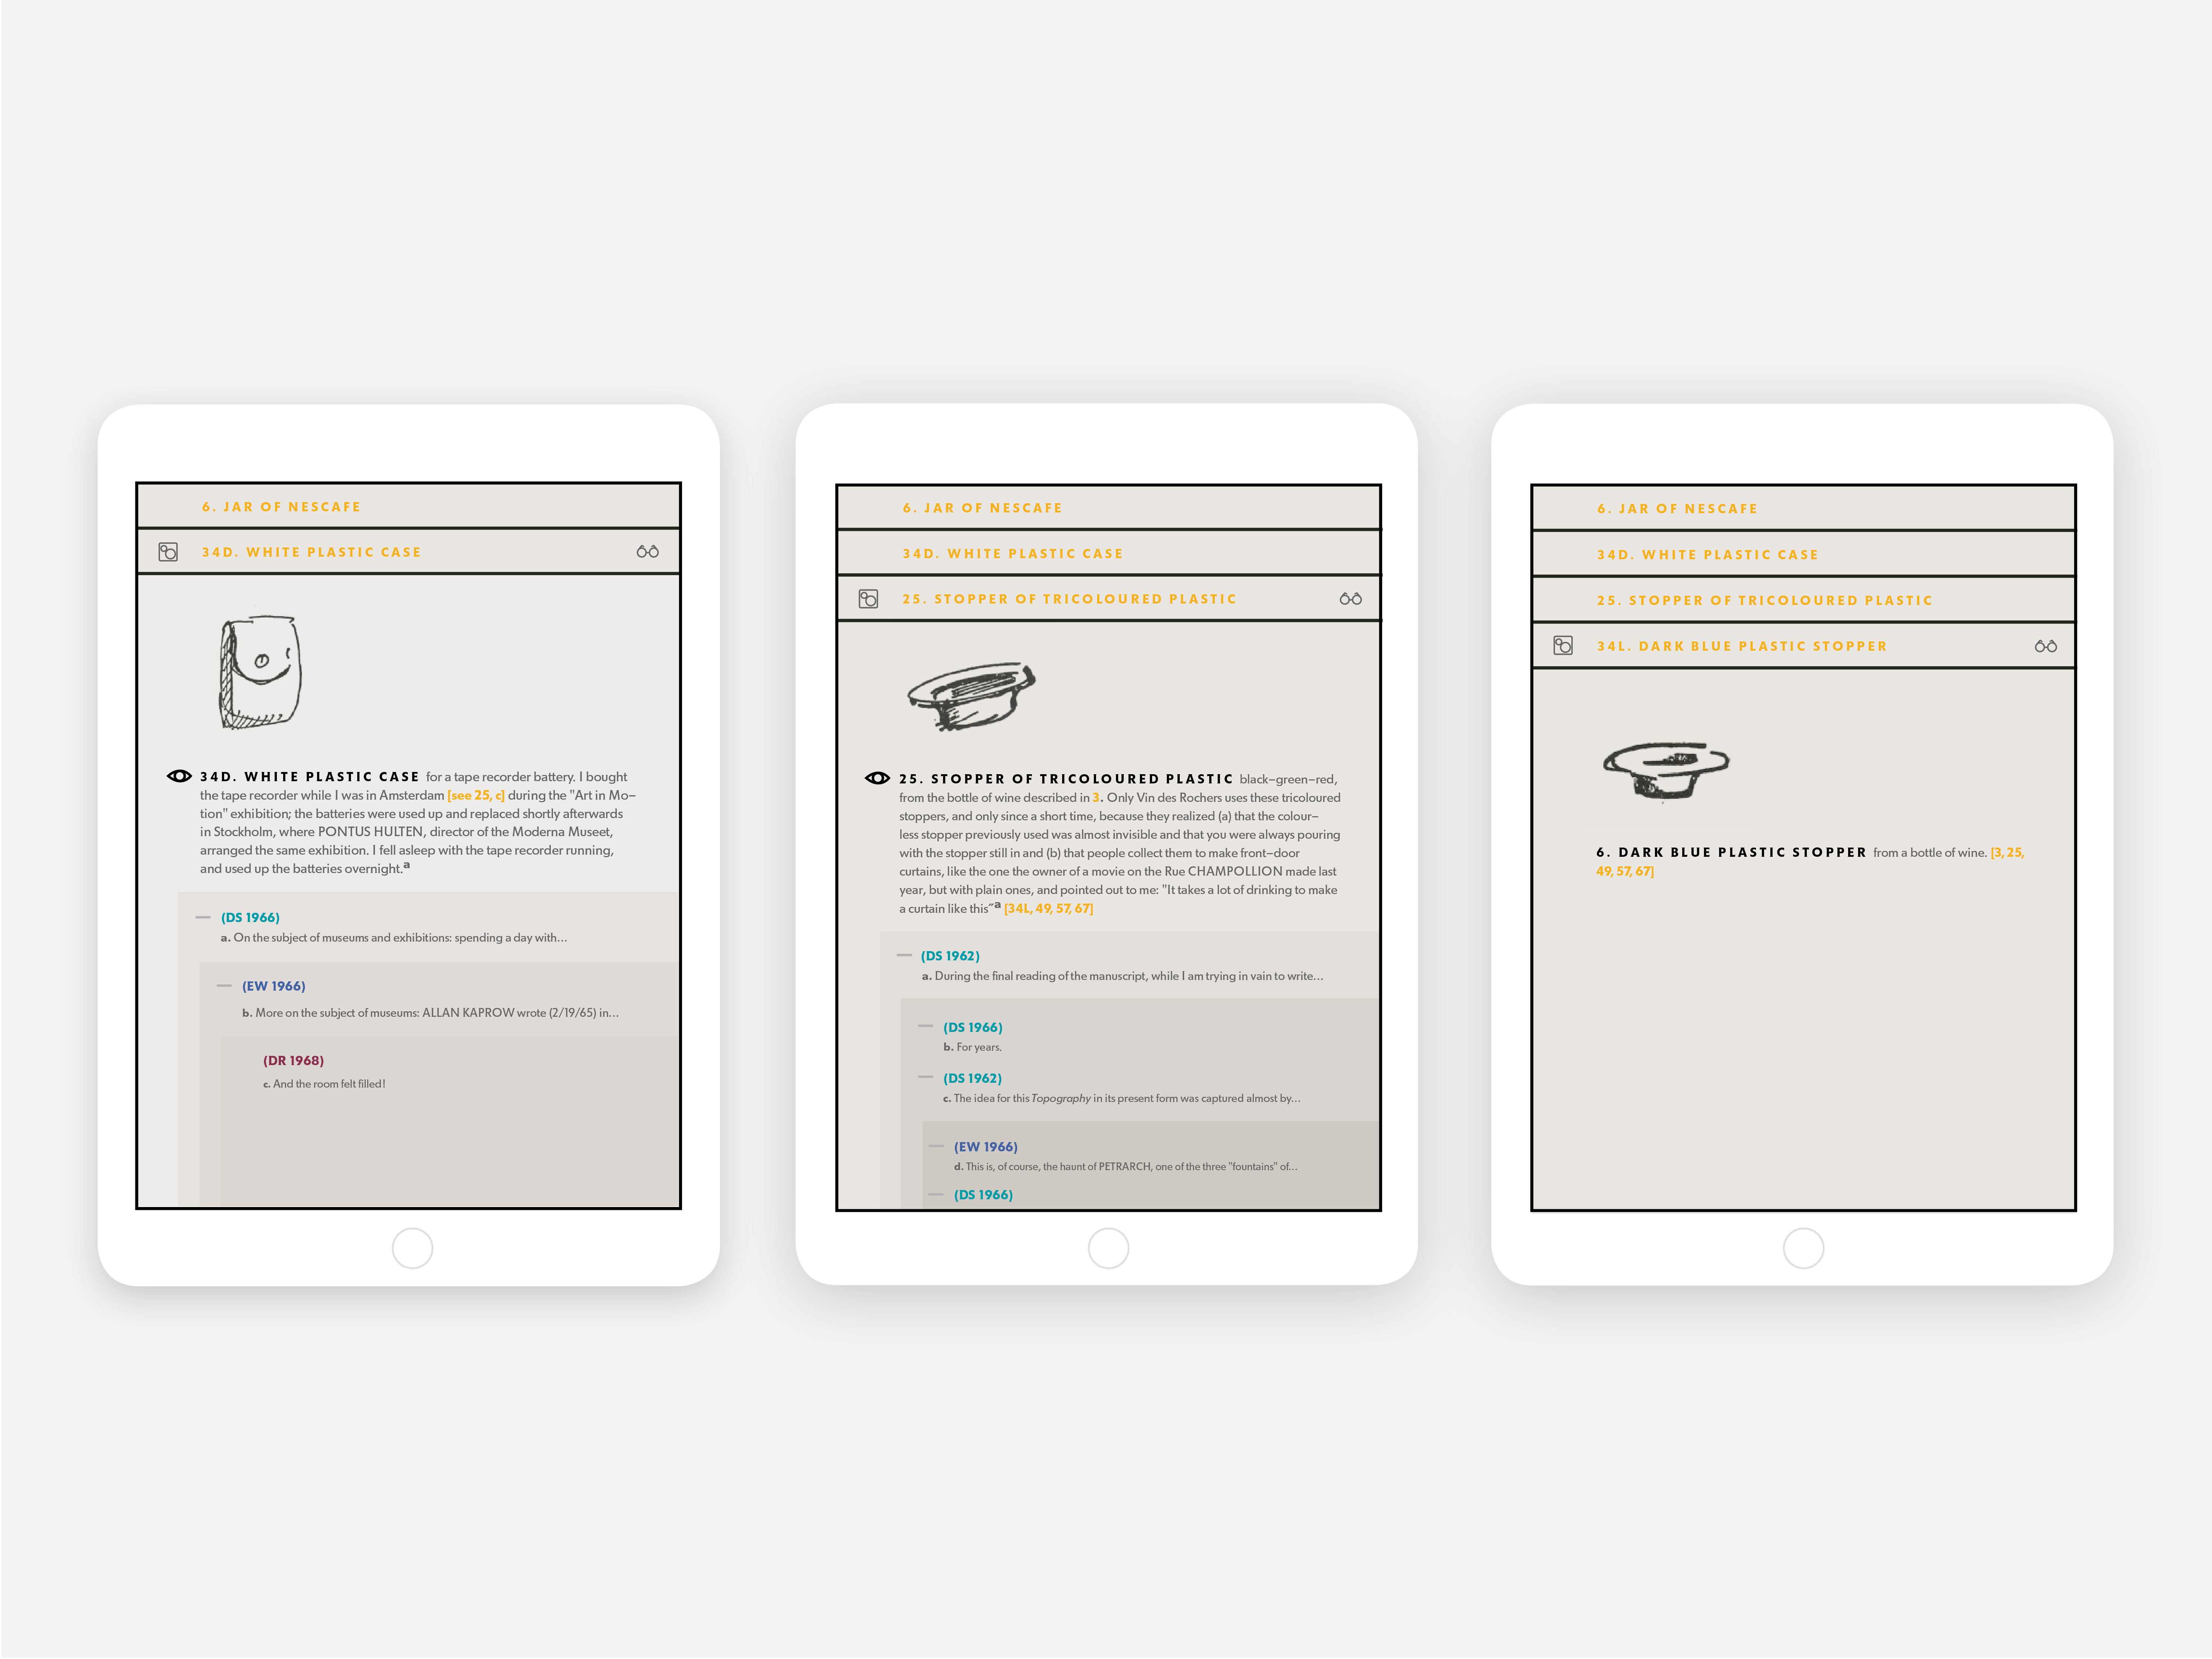 6. JAR OF NESCAFE
34D. WHITE PLASTIC CASE
34D. WHITE PLASTIC CASE for a tape recorder battery. I bought
the tape recorder while I was in Amsterdam [see 25, c] during the "Art in Mo–
tion" exhibition; the batteries were used up and replaced shortly afterwards
in Stockholm, where PONTUS HULTEN, director of the Moderna Museet,
arranged the same exhibition. I fell asleep with the tape recorder running,
and used up the batteries overnight.a
(DS 1966)
a. On the subject of museums and exhibitions: spending a day with...
(EW 1966)
b. More on the subject of museums: ALLAN KAPROW wrote (2/19/65) in...
(DR 1968)
c. And the room felt filled!
6. JAR OF NESCAFE
34D. WHITE PLASTIC CASE
25. STOPPER OF TRICOLOURED PLASTIC
25. STOPPER OF TRICOLOURED PLASTIC black–green–red,
from the bottle of wine described in 3. Only Vin des Rochers uses these tricoloured
stoppers, and only since a short time, because they realized (a) that the colour–
less stopper previously used was almost invisible and that you were always pouring
with the stopper still in and (b) that people collect them to make front–door
curtains, like the one the owner of a movie on the Rue CHAMPOLLION made last
year, but with plain ones, and pointed out to me: "It takes a lot of drinking to make
a curtain like this"a [34L, 49, 57, 67]
(DS 1962)
a. During the final reading of the manuscript, while I am trying in vain to write...
(DS 1966)
b. For years.
(DS 1962)
c. The idea for this Topography in its present form was captured almost by...
(EW 1966)
d. This is, of course, the haunt of PETRARCH, one of the three "fountains" of...
(DS 1966)
6. JAR OF NESCAFE
34D. WHITE PLASTIC CASE
25. STOPPER OF TRICOLOURED PLASTIC
34L. DARK BLUE PLASTIC STOPPER
6. DARK BLUE PLASTIC STOPPER from a bottle of wine. [3, 25,
49, 57, 67]